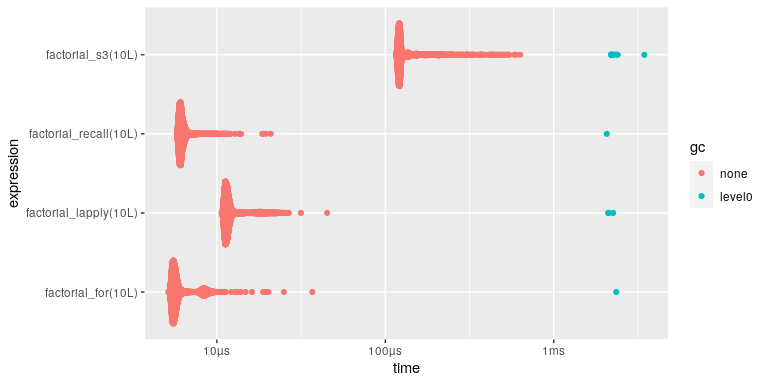 expression
factorial_s3(10L)
factorial_recall(10L)
factorial_lapply(10L)
factorial_for(10L)
10µs
100µs
1ms
time
gc
none
level0